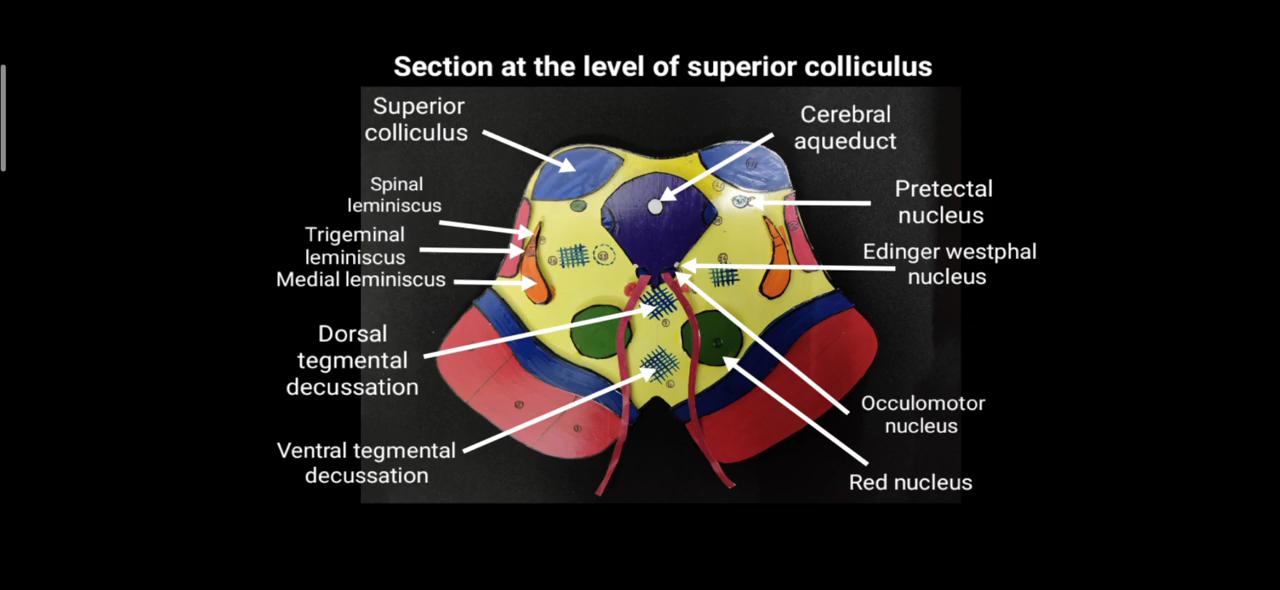 Section at the level of superior colliculus
Superior
colliculus
Cerebral
aqueduct
Spinal
leminiscus
Pretectal
nucleus
Trigeminal
leminiscus
Edinger westphal
nucleus
Medial leminiscus
Dorsal
tegmental
decussation
Occulomotor
nucleus
Ventral tegmental
decussation
Red nucleus